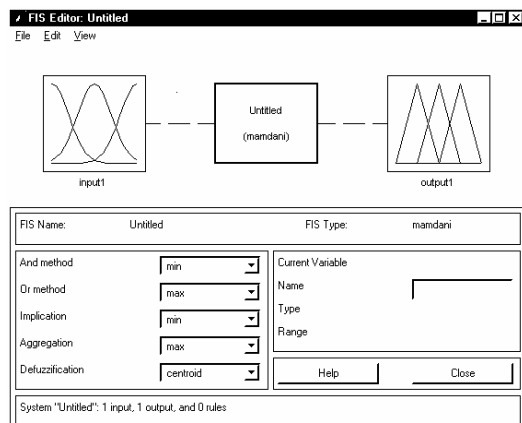 FIS Editor: Untitled
File Edit View
Untitled
(mamdani)
input1
output1
FIS Name: Untitled FIS Type: mamdani
And method min
Or method max
Implication min
Aggregation max
Defuzzification centroid
Current Variable
Name
Type
Range
Help Close
System "Untitled": 1 input, 1 output, and 0 rules